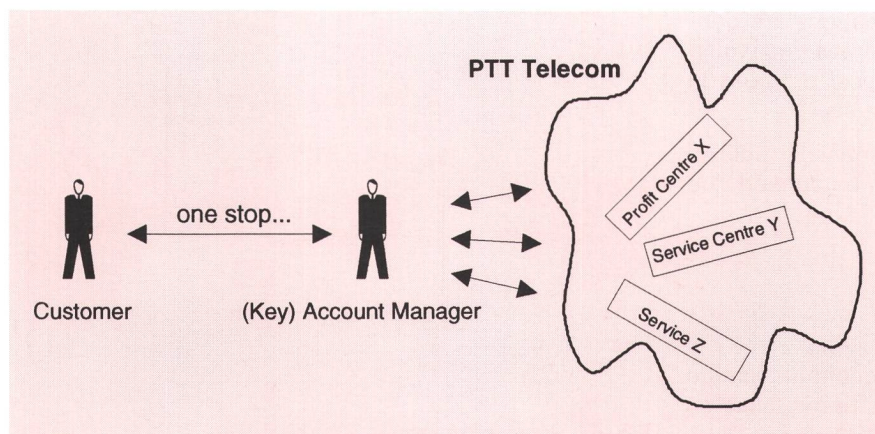 PTT Telecom
Profit Centre X
one stop...
Service Centre Y
Customer
(Key) Account Manager
Service Z